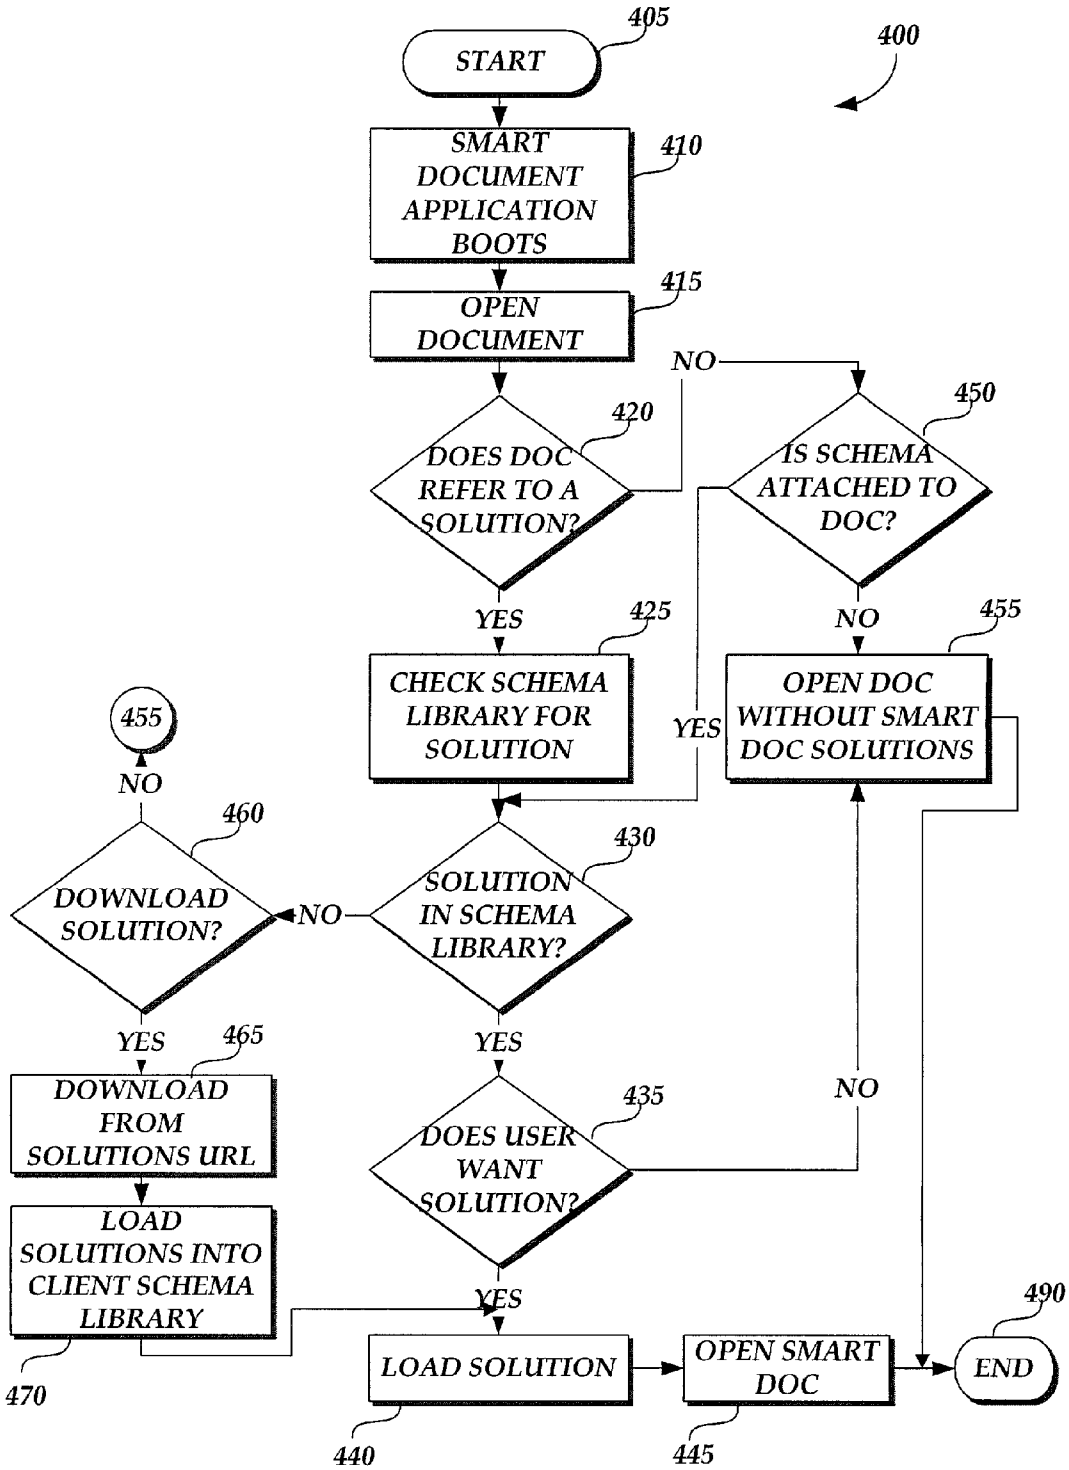 405
START
400
SMART
DOCUMENT
APPLICATION
BOOTS
410
OPEN
DOCUMENT
415
NO
DOES DOC
REFER TO A
SOLUTION?
420
IS SCHEMA
ATTACHED TO
DOC?
450
YES
NO
CHECK SCHEMA
LIBRARY FOR
SOLUTION
425
YES
OPEN DOC
WITHOUT SMART
DOC SOLUTIONS
455
455
NO
DOWNLOAD
SOLUTION?
460
NO
SOLUTION
IN SCHEMA
LIBRARY?
430
YES
YES
DOWNLOAD
FROM
SOLUTIONS URL
465
DOES USER
WANT
SOLUTION?
435
NO
LOAD
SOLUTIONS INTO
CLIENT SCHEMA
LIBRARY
470
YES
LOAD SOLUTION
440
OPEN SMART
DOC
445
END
490